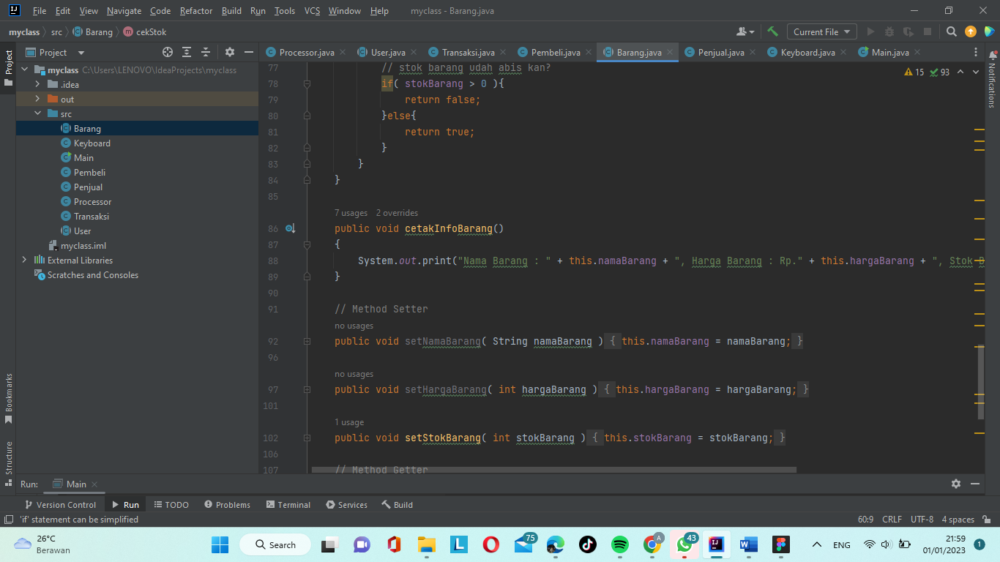 File Edit View Navigate Code Refactor Build Run Tools VCS Window Help myclass - Barang.java
myclass src Barang cekStok Current File
Project Processor.java User.java Transaksi.java Pembeli.java Barang.java Penjual.java Keyboard.java Main.java
Project
Bookmarks
Structure
Notifications
myclass C:\Users\LENOVO\IdeaProjects\myclass
.idea
out
src
Barang
Keyboard
Main
Pembeli
Penjual
Processor
Transaksi
User
myclass.iml
External Libraries
Scratches and Consoles
15 93
77 // stok barang udah abis kan?
78 if( stokBarang > 0 ){
79 return false;
80 }else{
81 return true;
82 }
83 }
84 }
85
7 usages 2 overrides
86 public void cetakInfoBarang()
87 {
88 System.out.print("Nama Barang : " + this.namaBarang + ", Harga Barang : Rp." + this.hargaBarang + ", Stok B
89 }
90
91 // Method Setter
no usages
92 public void setNamaBarang( String namaBarang ) { this.namaBarang = namaBarang; }
96
no usages
97 public void setHargaBarang( int hargaBarang ) { this.hargaBarang = hargaBarang; }
101
1 usage
102 public void setStokBarang( int stokBarang ) { this.stokBarang = stokBarang; }
106
107 // Method Getter
Run: Main
Version Control Run TODO Problems Terminal Services Build
'if' statement can be simplified 60:9 CRLF UTF-8 4 spaces
26°C
Berawan
Search
75
43
ENG
21:59
01/01/2023
1